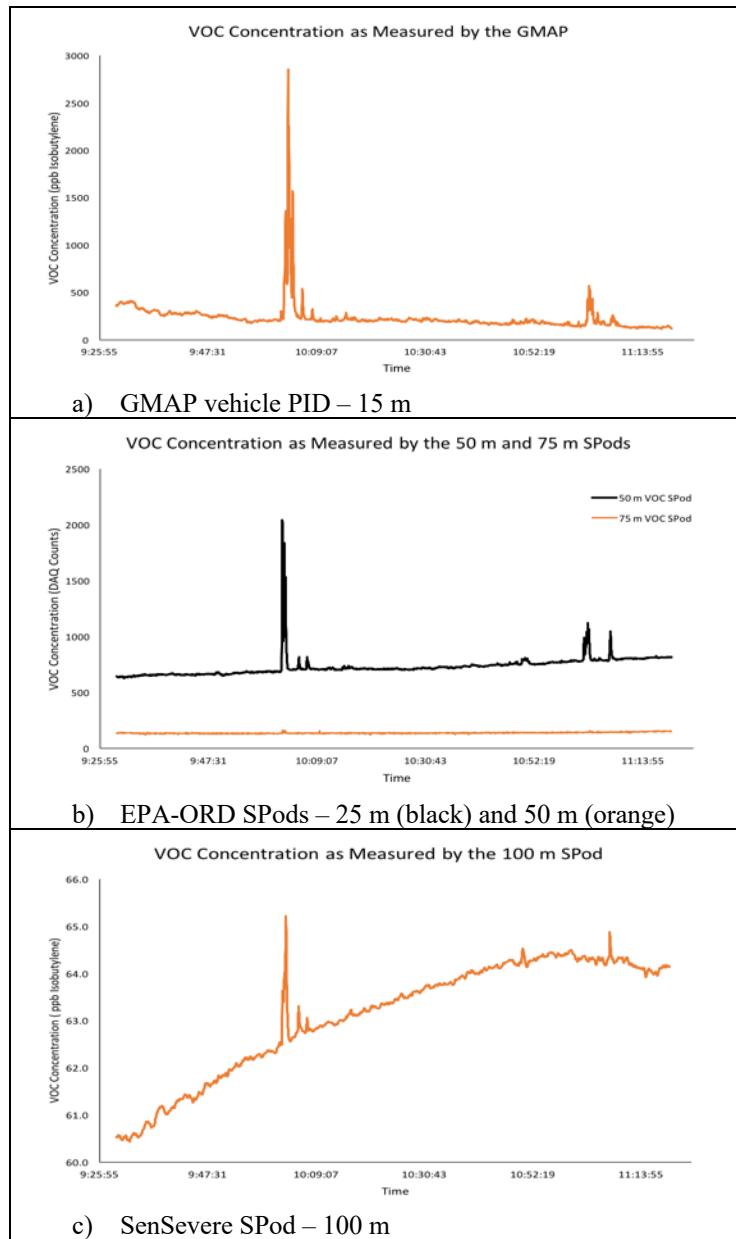 VOC Concentration as Measured by the GMAP
VOC Concentration (ppb Isobutylene)
3000
2500
2000
1500
1000
500
0
9:25:55 9:47:31 10:09:07 10:30:43 10:52:19 11:13:55
Time
a) GMAP vehicle PID – 15 m
VOC Concentration as Measured by the 50 m and 75 m SPods
VOC Concentration (DAQ Counts)
2500
2000
1500
1000
500
0
50 m VOC SPod
75 m VOC SPod
9:25:55 9:47:31 10:09:07 10:30:43 10:52:19 11:13:55
Time
b) EPA-ORD SPods – 25 m (black) and 50 m (orange)
VOC Concentration as Measured by the 100 m SPod
VOC Concentration ( ppb Isobutylene)
66.0
65.0
64.0
63.0
62.0
61.0
60.0
9:25:55 9:47:31 10:09:07 10:30:43 10:52:19 11:13:55
Time
c) SenSevere SPod – 100 m